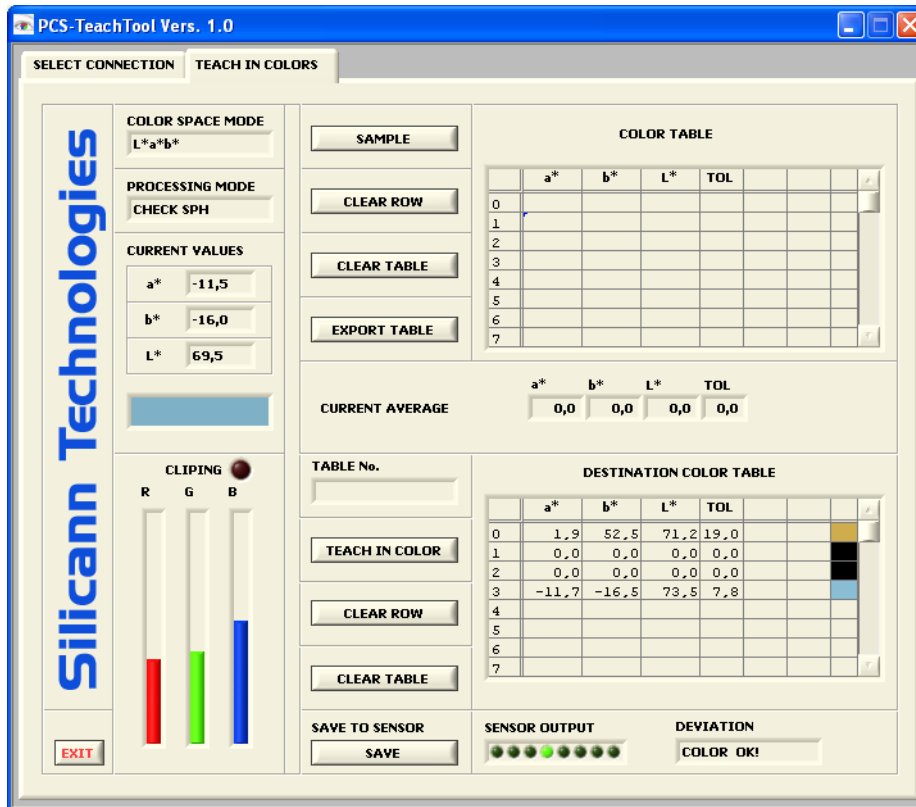 PCS-TeachTool Vers. 1.0
SELECT CONNECTION
TEACH IN COLORS
Silicann Technologies
COLOR SPACE MODE
L*a*b*
PROCESSING MODE
CHECK SPH
CURRENT VALUES
a* -11,5
b* -16,0
L* 69,5
CLIPING
R G B
EXIT
SAMPLE
CLEAR ROW
CLEAR TABLE
EXPORT TABLE
COLOR TABLE
a* b* L* TOL
0
1
2
3
4
5
6
7
CURRENT AVERAGE
a* b* L* TOL
0,0 0,0 0,0 0,0
TABLE No.
TEACH IN COLOR
CLEAR ROW
CLEAR TABLE
SAVE TO SENSOR
SAVE
DESTINATION COLOR TABLE
a* b* L* TOL
0 1,9 52,5 71,2 19,0
1 0,0 0,0 0,0 0,0
2 0,0 0,0 0,0 0,0
3 -11,7 -16,5 73,5 7,8
4
5
6
7
SENSOR OUTPUT
DEVIATION
COLOR OK!